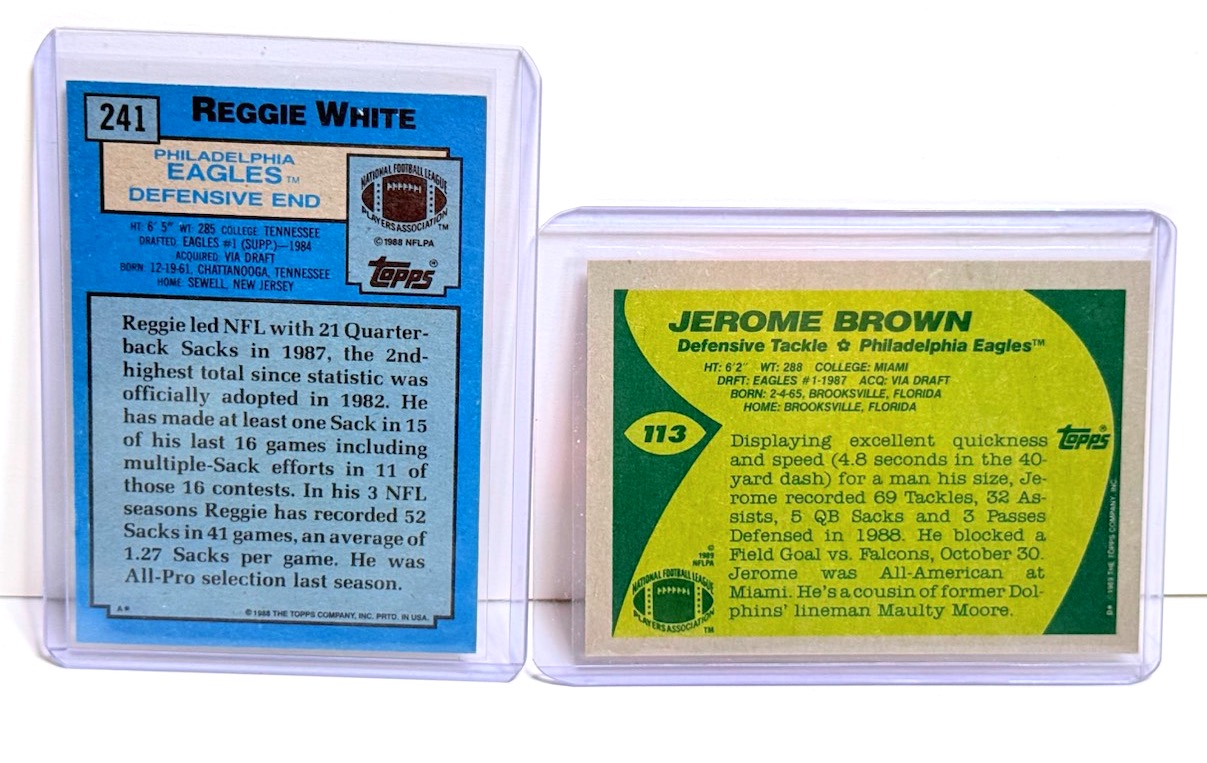 241
REGGIE WHITE
PHILADELPHIA
EAGLES™
DEFENSIVE END
NATIONAL FOOTBALL LEAGUE
PLAYERS ASSOCIATION™
©1988 NFLPA
Topps®
HT: 6' 5" WT: 285 COLLEGE: TENNESSEE
DRAFTED: EAGLES #1 (SUPP.)—1984
ACQUIRED: VIA DRAFT
BORN: 12-19-61, CHATTANOOGA, TENNESSEE
HOME: SEWELL, NEW JERSEY
Reggie led NFL with 21 Quarter-
back Sacks in 1987, the 2nd-
highest total since statistic was
officially adopted in 1982. He
has made at least one Sack in 15
of his last 16 games including
multiple-Sack efforts in 11 of
those 16 contests. In his 3 NFL
seasons Reggie has recorded 52
Sacks in 41 games, an average of
1.27 Sacks per game. He was
All-Pro selection last season.
A*
©1988 THE TOPPS COMPANY, INC. PRTD. IN USA.
JEROME BROWN
Defensive Tackle ✩ Philadelphia Eagles™
HT: 6'2" WT: 288 COLLEGE: MIAMI
DRFT: EAGLES #1-1987 ACQ: VIA DRAFT
BORN: 2-4-65, BROOKSVILLE, FLORIDA
HOME: BROOKSVILLE, FLORIDA
113
Topps®
Displaying excellent quickness
and speed (4.8 seconds in the 40-
yard dash) for a man his size, Je-
rome recorded 69 Tackles, 32 As-
sists, 5 QB Sacks and 3 Passes
Defensed in 1988. He blocked a
Field Goal vs. Falcons, October 30.
Jerome was All-American at
Miami. He's a cousin of former Dol-
phins' lineman Maulty Moore.
©
1989
NFLPA
NATIONAL FOOTBALL LEAGUE
PLAYERS ASSOCIATION
™
THE TOPPS COMPANY, INC.